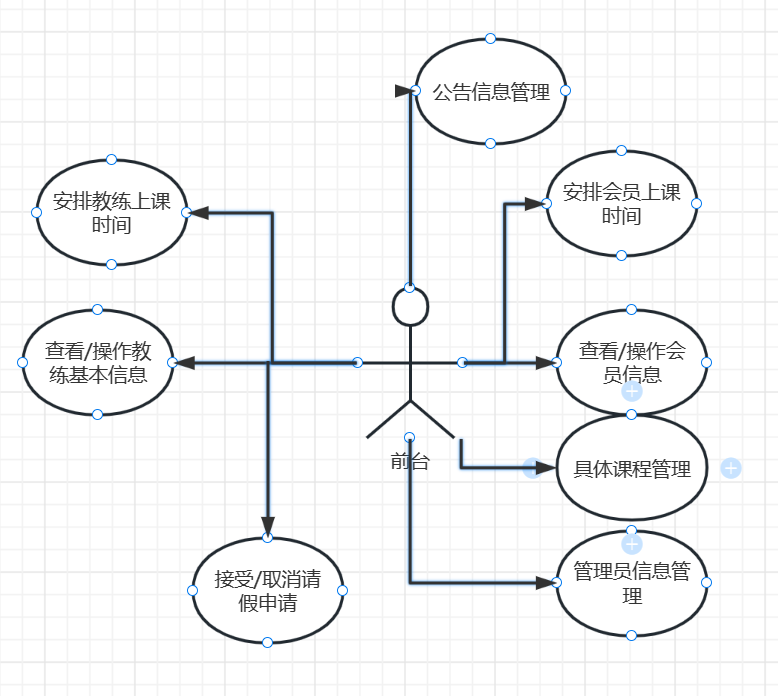 公告信息管理
安排教练上课
时间
安排会员上课
时间
查看/操作教
练基本信息
查看/操作会
员信息
前台
具体课程管理
接受/取消请
假申请
管理员信息管
理